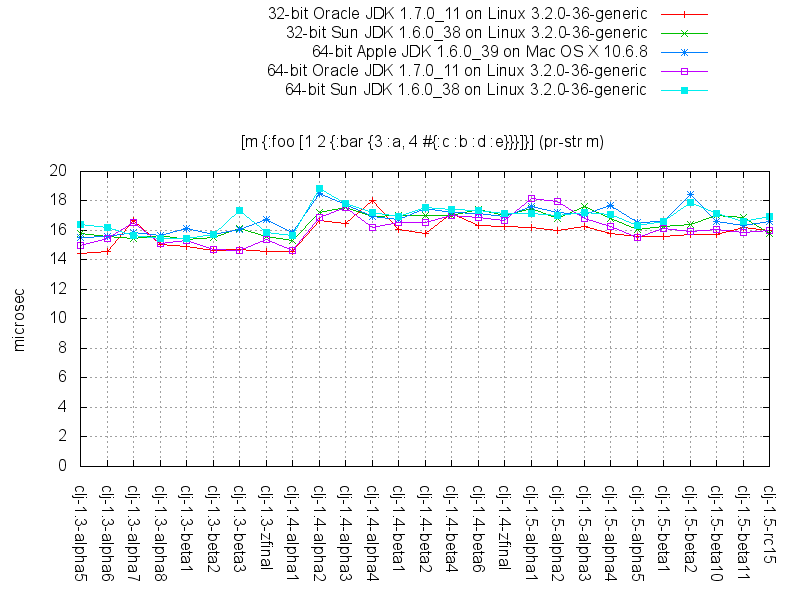 32-bit Oracle JDK 1.7.0_11 on Linux 3.2.0-36-generic
32-bit Sun JDK 1.6.0_38 on Linux 3.2.0-36-generic
64-bit Apple JDK 1.6.0_39 on Mac OS X 10.6.8
64-bit Oracle JDK 1.7.0_11 on Linux 3.2.0-36-generic
64-bit Sun JDK 1.6.0_38 on Linux 3.2.0-36-generic
[m {:foo [1 2 {:bar {3 :a, 4 #{:c :b :d :e}}}]}] (pr-str m)
20
18
16
14
12
10
8
6
4
2
0
microsec
clj-1.3-alpha5
clj-1.3-alpha6
clj-1.3-alpha7
clj-1.3-alpha8
clj-1.3-beta1
clj-1.3-beta2
clj-1.3-beta3
clj-1.3-zfinal
clj-1.4-alpha1
clj-1.4-alpha2
clj-1.4-alpha3
clj-1.4-alpha4
clj-1.4-beta1
clj-1.4-beta2
clj-1.4-beta4
clj-1.4-beta6
clj-1.4-zfinal
clj-1.5-alpha1
clj-1.5-alpha2
clj-1.5-alpha3
clj-1.5-alpha4
clj-1.5-alpha5
clj-1.5-beta1
clj-1.5-beta2
clj-1.5-beta10
clj-1.5-beta11
clj-1.5-rc15